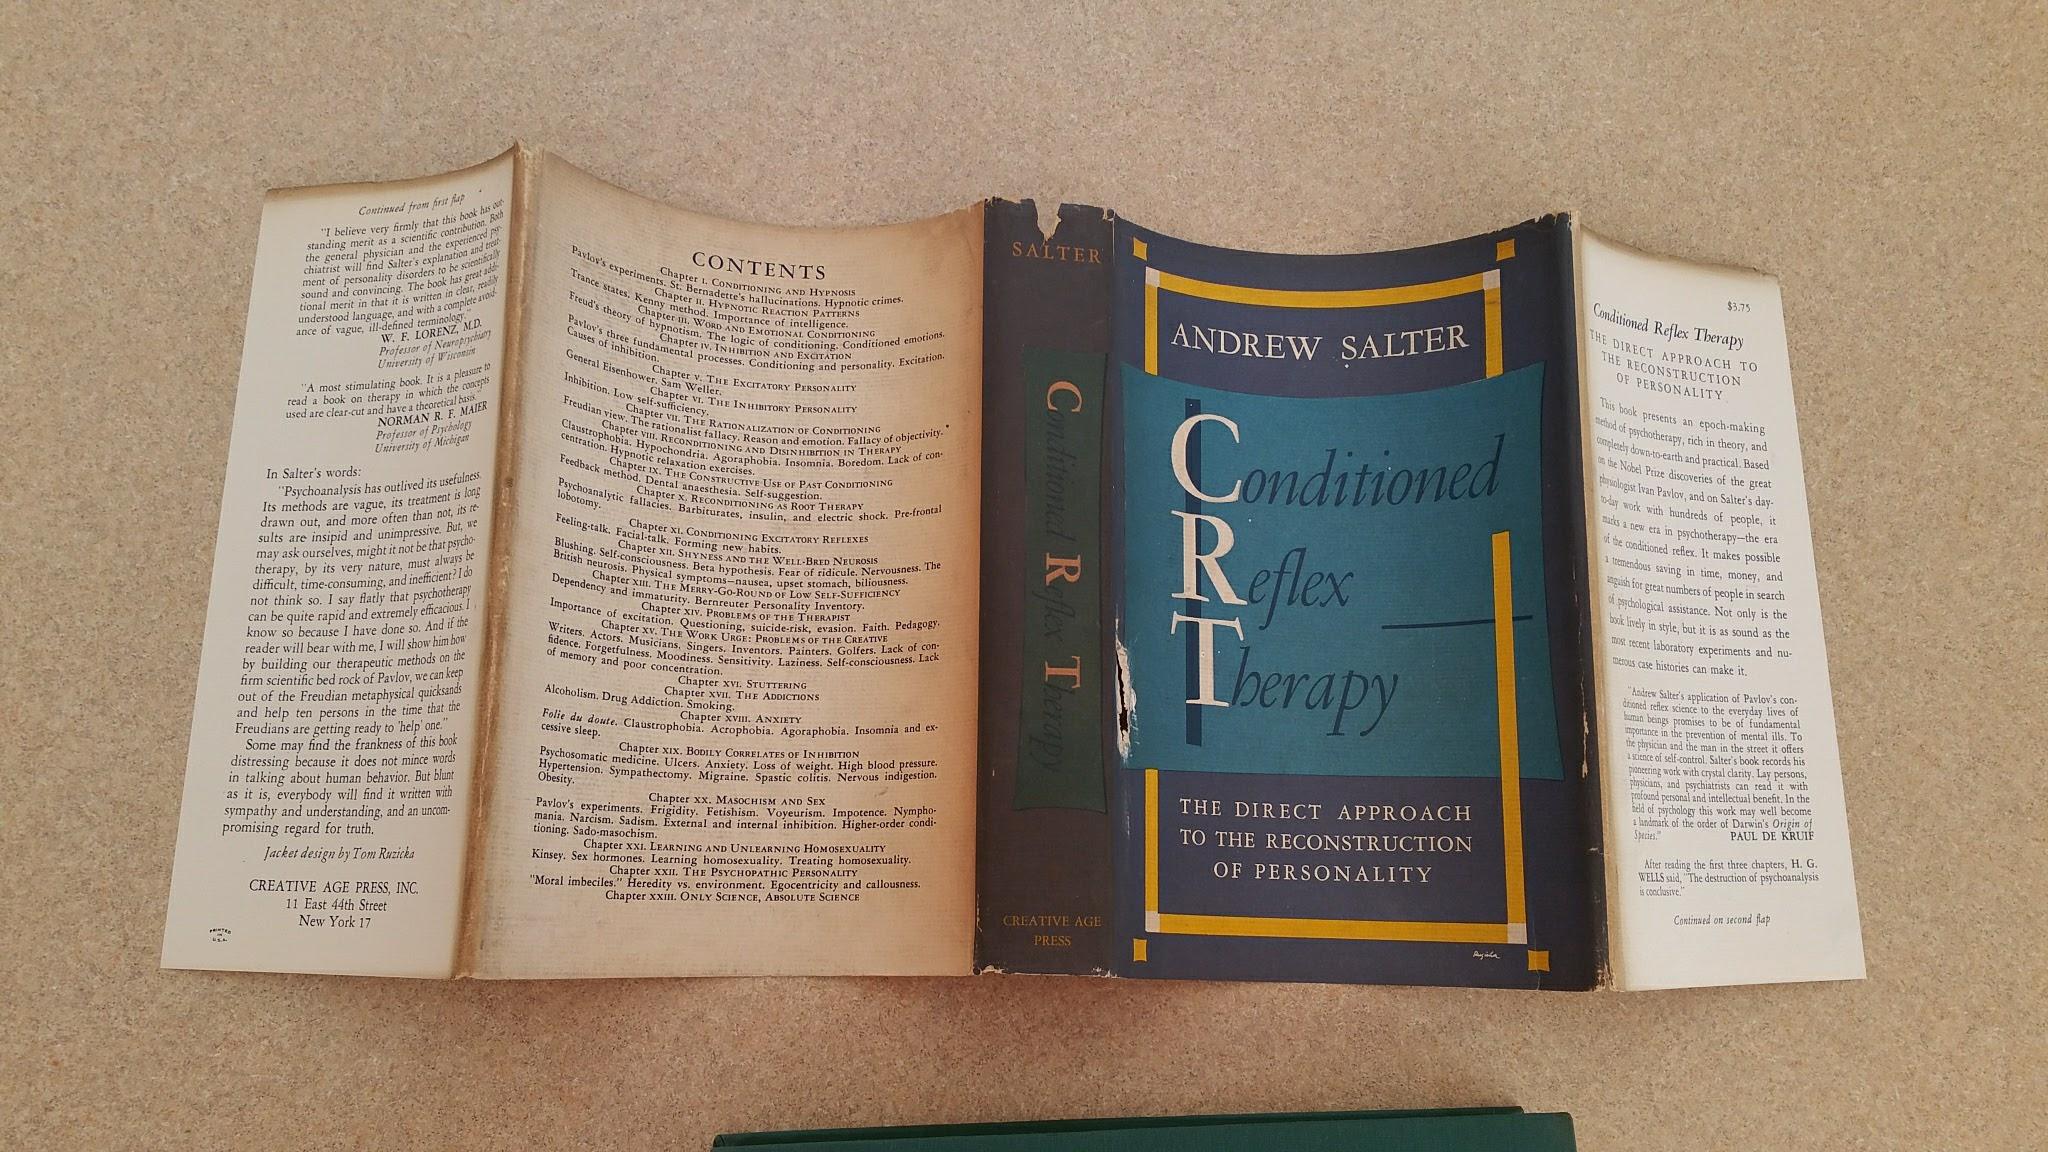 Continued from first flap
"I believe very firmly that this book has out-
standing merit as a scientific contribution. Both
the general physician and the experienced psy-
chiatrist will find Salter's explanation and treat-
ment of personality disorders to be scientifically
sound and convincing. The book has great addi-
tional merit in that it is written in clear, readily
understood language, and with a complete avoid-
ance of vague, ill-defined terminology."
W. F. LORENZ, M.D.
Professor of Neuropsychiatry
University of Wisconsin
"A most stimulating book. It is a pleasure to
read a book on therapy in which the concepts
used are clear-cut and have a theoretical basis."
NORMAN R. F. MAIER
Professor of Psychology
University of Michigan
In Salter's words:
"Psychoanalysis has outlived its usefulness.
Its methods are vague, its treatment is long
drawn out, and more often than not, its re-
sults are insipid and unimpressive. But, we
may ask ourselves, might it not be that psycho-
therapy, by its very nature, must always be
difficult, time-consuming, and inefficient? I do
not think so. I say flatly that psychotherapy
can be quite rapid and extremely efficacious. I
know so because I have done so. And if the
reader will bear with me, I will show him how
by building our therapeutic methods on the
firm scientific bed rock of Pavlov, we can keep
out of the Freudian metaphysical quicksands
and help ten persons in the time that the
Freudians are getting ready to 'help' one."
Some may find the frankness of this book
distressing because it does not mince words
in talking about human behavior. But blunt
as it is, everybody will find it written with
sympathy and understanding, and an uncom-
promising regard for truth.
Jacket design by Tom Ruzicka
CREATIVE AGE PRESS, INC.
11 East 44th Street
New York 17
PRINTED
IN
U.S.A.
CONTENTS
Chapter I. CONDITIONING AND HYPNOSIS
Pavlov's experiments. St. Bernadette's hallucinations. Hypnotic crimes.
Chapter II. HYPNOTIC REACTION PATTERNS
Trance states. Kenny method. Importance of intelligence.
Chapter III. WORD AND EMOTIONAL CONDITIONING
Freud's theory of hypnotism. The logic of conditioning. Conditioned emotions.
Chapter IV. INHIBITION AND EXCITATION
Pavlov's three fundamental processes. Conditioning and personality. Excitation.
Causes of inhibition.
Chapter V. THE EXCITATORY PERSONALITY
General Eisenhower. Sam Weller.
Chapter VI. THE INHIBITORY PERSONALITY
Inhibition. Low self-sufficiency.
Chapter VII. THE RATIONALIZATION OF CONDITIONING
Freudian view. The rationalist fallacy. Reason and emotion. Fallacy of objectivity.
Chapter VIII. RECONDITIONING AND DISINHIBITION IN THERAPY
Claustrophobia. Hypochondria. Agoraphobia. Insomnia. Boredom. Lack of con-
centration. Hypnotic relaxation exercises.
Chapter IX. THE CONSTRUCTIVE USE OF PAST CONDITIONING
Feedback method. Dental anaesthesia. Self-suggestion.
Chapter X. RECONDITIONING AS ROOT THERAPY
Psychoanalytic fallacies. Barbiturates, insulin, and electric shock. Pre-frontal
lobotomy.
Chapter XI. CONDITIONING EXCITATORY REFLEXES
Feeling-talk. Facial-talk. Forming new habits.
Chapter XII. SHYNESS AND THE WELL-BRED NEUROSIS
Blushing. Self-consciousness. Beta hypothesis. Fear of ridicule. Nervousness. The
British neurosis. Physical symptoms—nausea, upset stomach, biliousness.
Chapter XIII. THE MERRY-GO-ROUND OF LOW SELF-SUFFICIENCY
Dependency and immaturity. Bernreuter Personality Inventory.
Chapter XIV. PROBLEMS OF THE THERAPIST
Importance of excitation. Questioning, suicide-risk, evasion. Faith. Pedagogy.
Chapter XV. THE WORK URGE: PROBLEMS OF THE CREATIVE
Writers. Actors. Musicians. Singers. Inventors. Painters. Golfers. Lack of con-
fidence. Forgetfulness. Moodiness. Sensitivity. Laziness. Self-consciousness. Lack
of memory and poor concentration.
Chapter XVI. STUTTERING
Chapter XVII. THE ADDICTIONS
Alcoholism. Drug Addiction. Smoking.
Chapter XVIII. ANXIETY
Folie du doute. Claustrophobia. Acrophobia. Agoraphobia. Insomnia and ex-
cessive sleep.
Chapter XIX. BODILY CORRELATES OF INHIBITION
Psychosomatic medicine. Ulcers. Anxiety. Loss of weight. High blood pressure.
Hypertension. Sympathectomy. Migraine. Spastic colitis. Nervous indigestion.
Obesity.
Chapter XX. MASOCHISM AND SEX
Pavlov's experiments. Frigidity. Fetishism. Voyeurism. Impotence. Nympho-
mania. Narcism. Sadism. External and internal inhibition. Higher-order condi-
tioning. Sado-masochism.
Chapter XXI. LEARNING AND UNLEARNING HOMOSEXUALITY
Kinsey. Sex hormones. Learning homosexuality. Treating homosexuality.
Chapter XXII. THE PSYCHOPATHIC PERSONALITY
"Moral imbeciles." Heredity vs. environment. Egocentricity and callousness.
Chapter XXIII. ONLY SCIENCE, ABSOLUTE SCIENCE
SALTER
Conditioned Reflex Therapy
CREATIVE AGE
PRESS
ANDREW SALTER
Conditioned
Reflex
Therapy
THE DIRECT APPROACH
TO THE RECONSTRUCTION
OF PERSONALITY
Ruzicka
$3.75
Conditioned Reflex Therapy
THE DIRECT APPROACH TO
THE RECONSTRUCTION
OF PERSONALITY
This book presents an epoch-making
method of psychotherapy, rich in theory, and
completely down-to-earth and practical. Based
on the Nobel Prize discoveries of the great
physiologist Ivan Pavlov, and on Salter's day-
to-day work with hundreds of people, it
marks a new era in psychotherapy—the era
of the conditioned reflex. It makes possible
a tremendous saving in time, money, and
anguish for great numbers of people in search
of psychological assistance. Not only is the
book lively in style, but it is as sound as the
most recent laboratory experiments and nu-
merous case histories can make it.
"Andrew Salter's application of Pavlov's con-
ditioned reflex science to the everyday lives of
human beings promises to be of fundamental
importance in the prevention of mental ills. To
the physician and the man in the street it offers
a science of self-control. Salter's book records his
pioneering work with crystal clarity. Lay persons,
physicians, and psychiatrists can read it with
profound personal and intellectual benefit. In the
field of psychology this work may well become
a landmark of the order of Darwin's Origin of
Species." PAUL DE KRUIF
After reading the first three chapters, H. G.
WELLS said, "The destruction of psychoanalysis
is conclusive."
Continued on second flap